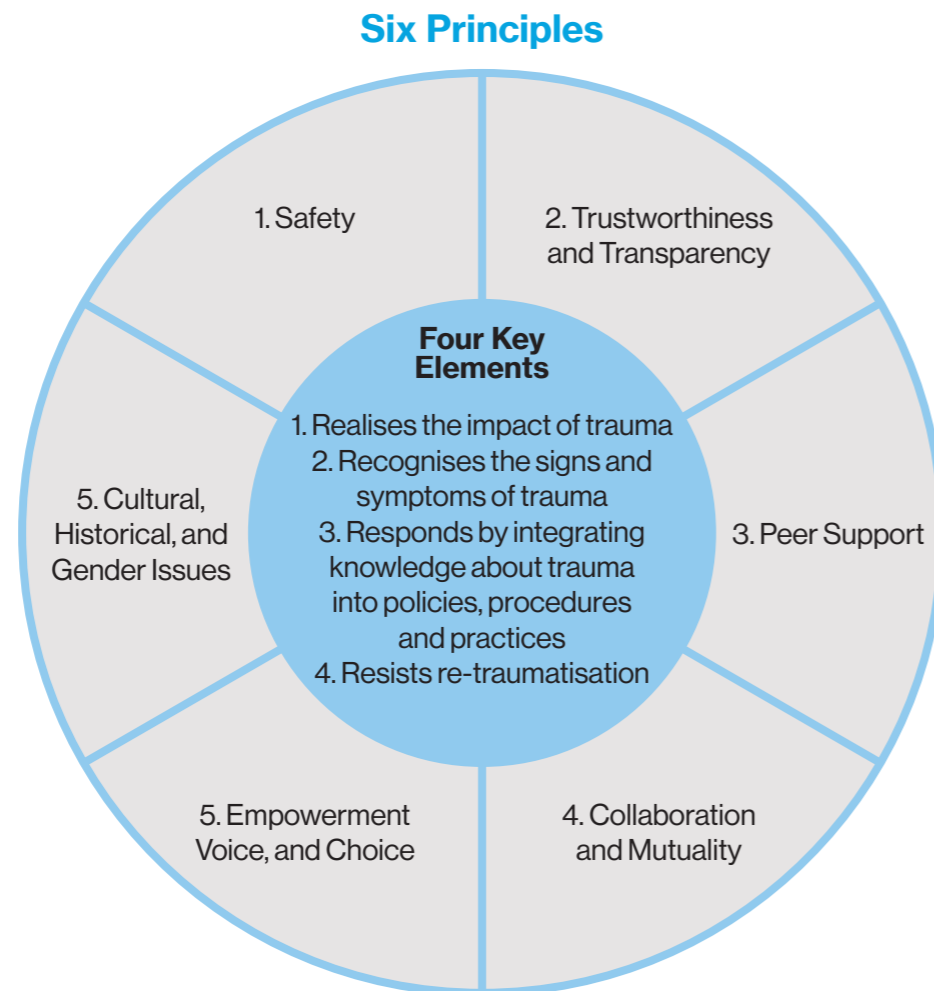 Six Principles
1. Safety
2. Trustworthiness
and Transparency
Four Key
Elements
1. Realises the impact of trauma
2. Recognises the signs and
symptoms of trauma
3. Responds by integrating
knowledge about trauma
into policies, procedures
and practices
4. Resists re-traumatisation
3. Peer Support
4. Collaboration
and Mutuality
5. Empowerment
Voice, and Choice
5. Cultural,
Historical, and
Gender Issues